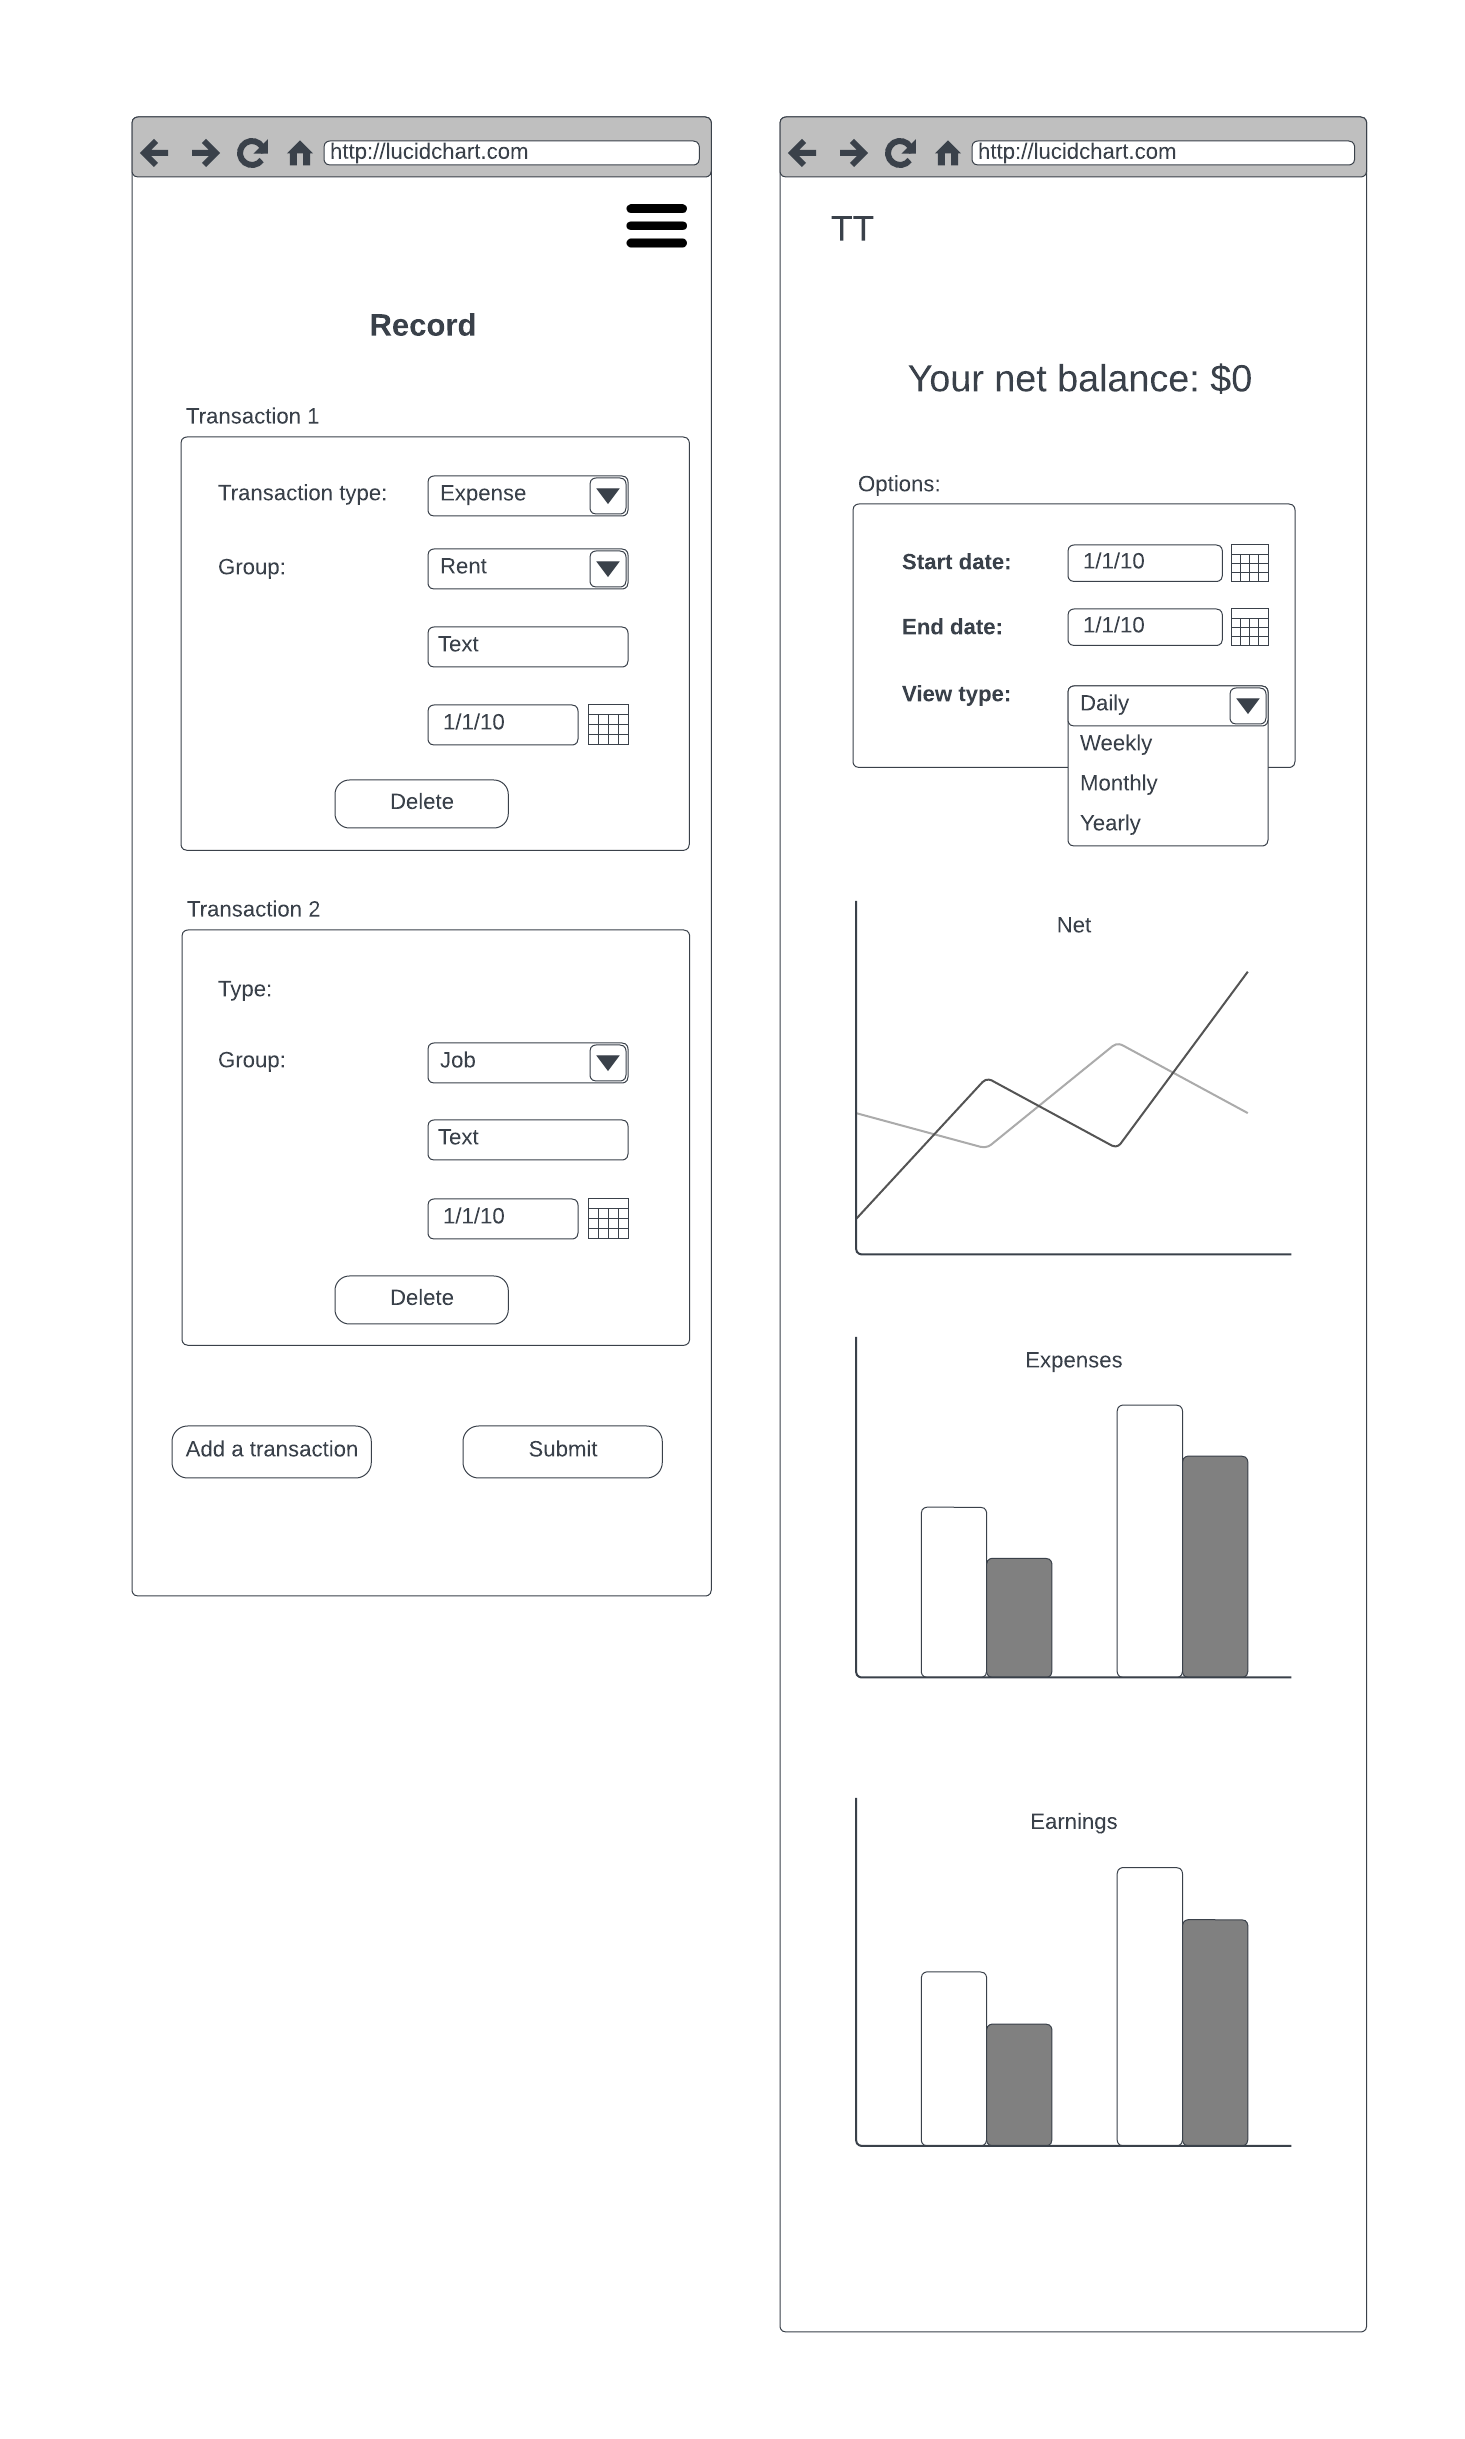 http://lucidchart.com
Record
Transaction 1
Transaction type:
Expense
Group:
Rent
Text
1/1/10
Delete
Transaction 2
Type:
Group:
Job
Text
1/1/10
Delete
Add a transaction
Submit
http://lucidchart.com
TT
Your net balance: $0
Options:
Start date:
1/1/10
End date:
1/1/10
View type:
Daily
Weekly
Monthly
Yearly
Net
Expenses
Earnings